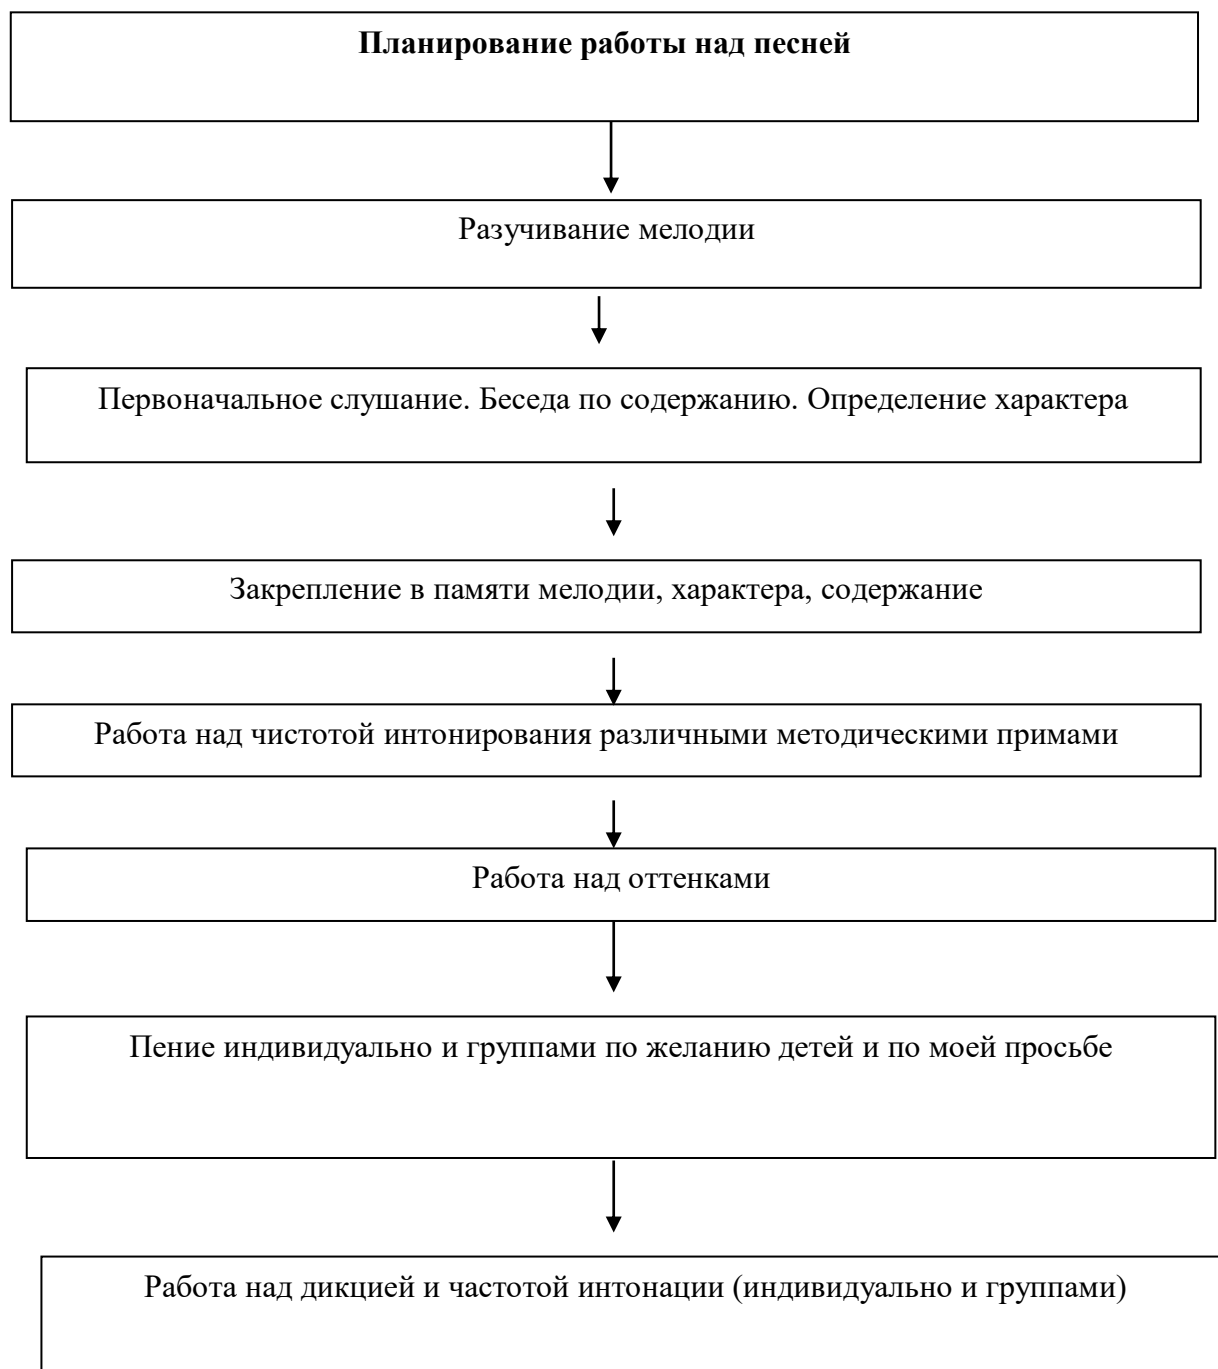 Планирование работы над песней
Разучивание мелодии
Первоначальное слушание. Беседа по содержанию. Определение характера
Закрепление в памяти мелодии, характера, содержание
Работа над чистотой интонирования различными методическими примами
Работа над оттенками
Пение индивидуально и группами по желанию детей и по моей просьбе
Работа над дикцией и частотой интонации (индивидуально и группами)